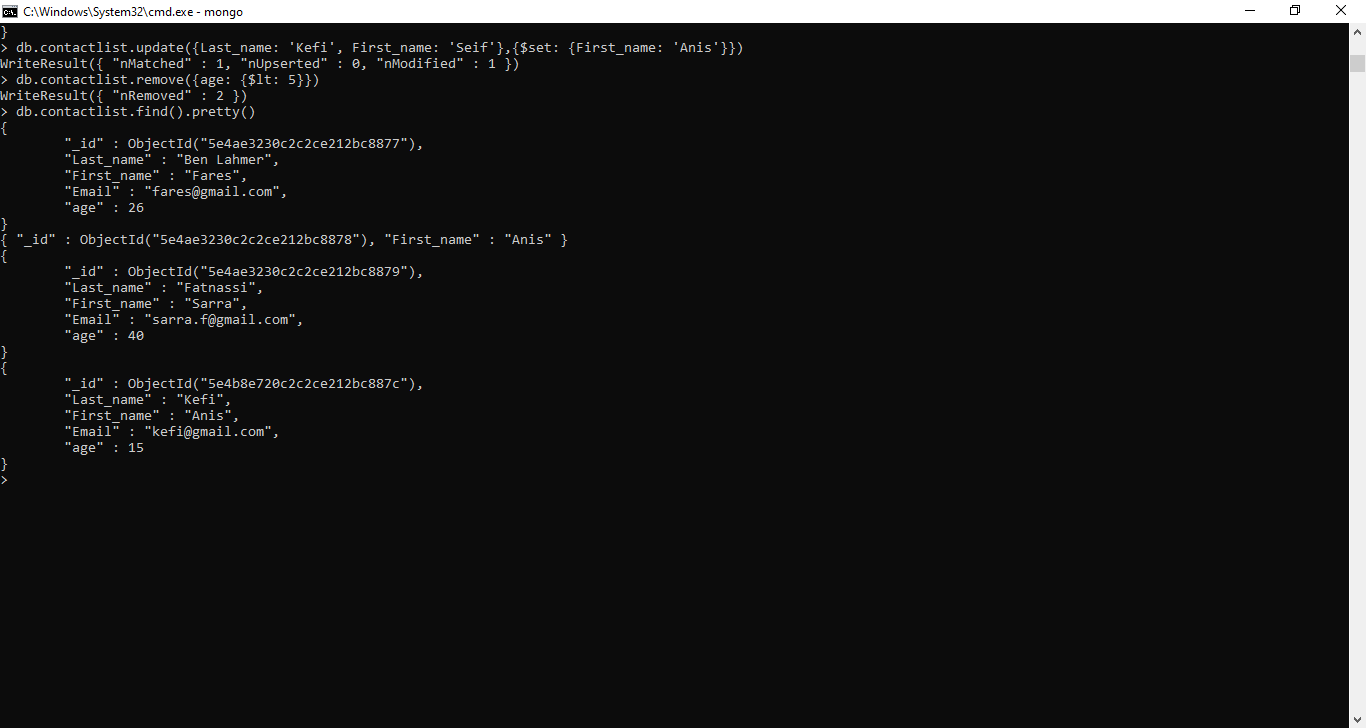 C:\Windows\System32\cmd.exe - mongo
}
> db.contactlist.update({Last_name: 'Kefi', First_name: 'Seif'},{$set: {First_name: 'Anis'}})
WriteResult({ "nMatched" : 1, "nUpserted" : 0, "nModified" : 1 })
> db.contactlist.remove({age: {$lt: 5}})
WriteResult({ "nRemoved" : 2 })
> db.contactlist.find().pretty()
{
        "_id" : ObjectId("5e4ae3230c2c2ce212bc8877"),
        "Last_name" : "Ben Lahmer",
        "First_name" : "Fares",
        "Email" : "fares@gmail.com",
        "age" : 26
}
{ "_id" : ObjectId("5e4ae3230c2c2ce212bc8878"), "First_name" : "Anis" }
{
        "_id" : ObjectId("5e4ae3230c2c2ce212bc8879"),
        "Last_name" : "Fatnassi",
        "First_name" : "Sarra",
        "Email" : "sarra.f@gmail.com",
        "age" : 40
}
{
        "_id" : ObjectId("5e4b8e720c2c2ce212bc887c"),
        "Last_name" : "Kefi",
        "First_name" : "Anis",
        "Email" : "kefi@gmail.com",
        "age" : 15
}
>